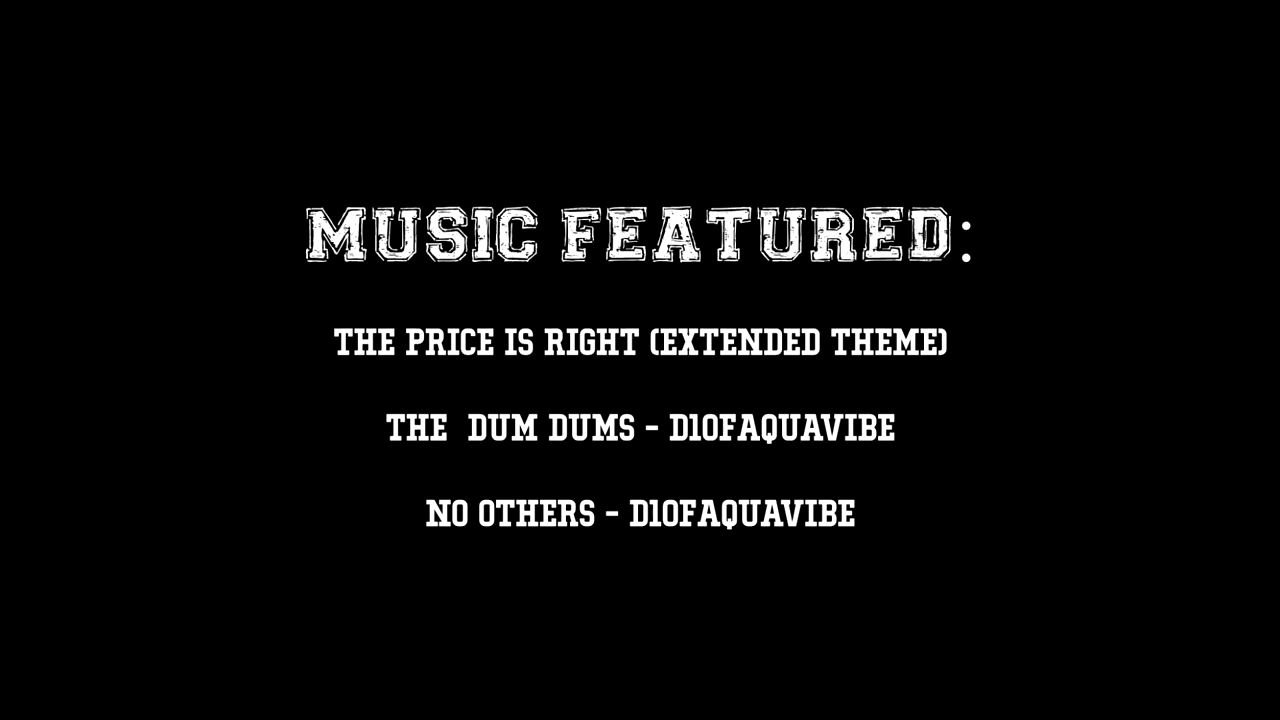 MUSIC FEATURED:
THE PRICE IS RIGHT (EXTENDED THEME)
THE DUM DUMS - D1OFAQUAVIBE
NO OTHERS - D1OFAQUAVIBE